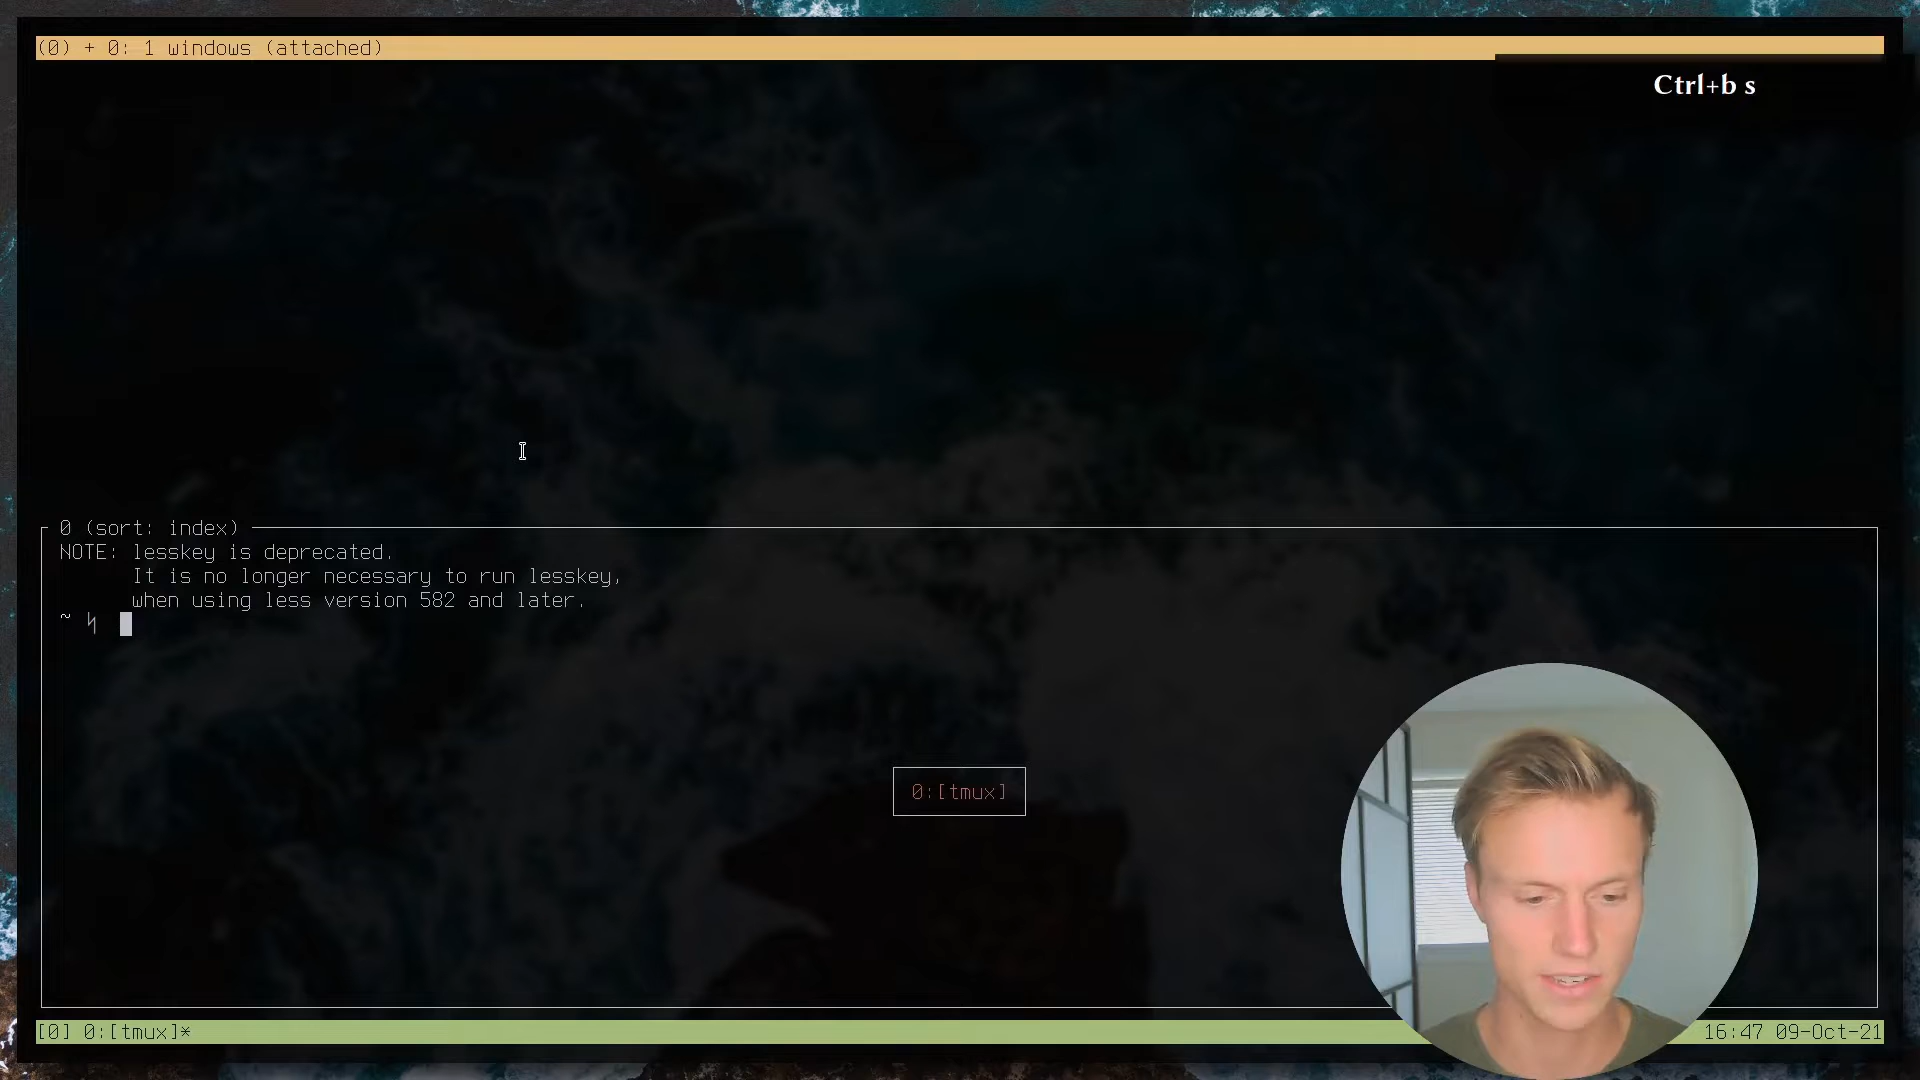 (0) + 0: 1 windows (attached)
Ctrl+b s
0 (sort: index)
NOTE: lesskey is deprecated.
It is no longer necessary to run lesskey,
when using less version 582 and later.
~ ϟ
0:[tmux]
[0] 0:[tmux]*
16:47 09-Oct-21